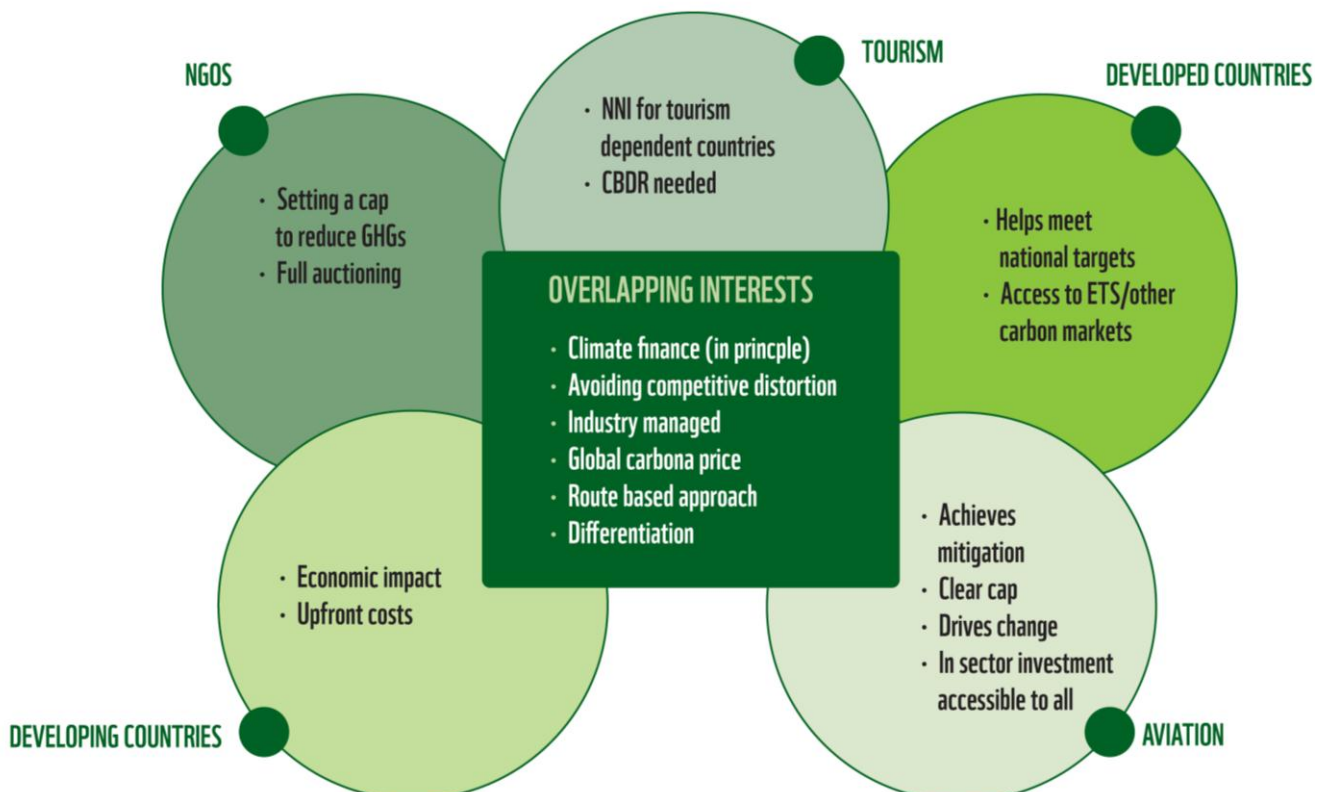 NGOS
· Setting a cap
to reduce GHGs
· Full auctioning
TOURISM
· NNI for tourism
dependent countries
· CBDR needed
DEVELOPED COUNTRIES
· Helps meet
national targets
· Access to ETS/other
carbon markets
OVERLAPPING INTERESTS
· Climate finance (in princple)
· Avoiding competitive distortion
· Industry managed
· Global carbona price
· Route based approach
· Differentiation
· Economic impact
· Upfront costs
DEVELOPING COUNTRIES
· Achieves
mitigation
· Clear cap
· Drives change
· In sector investment
accessible to all
AVIATION